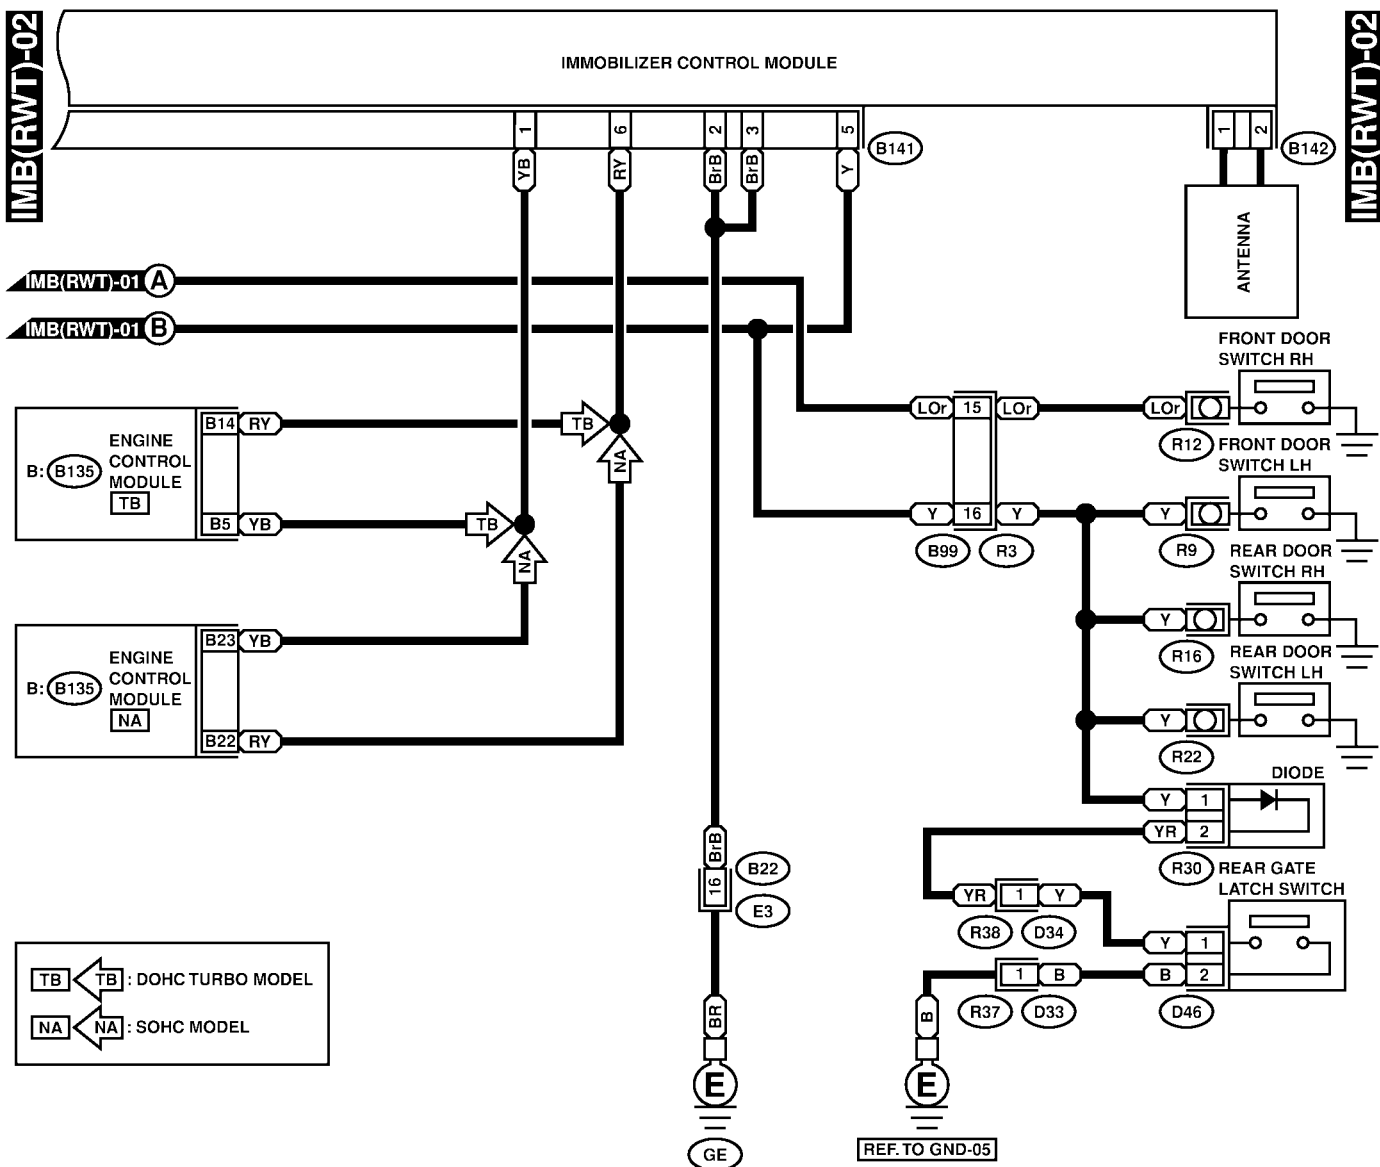 IMB(RWT)-02
IMB(RWT)-02
IMMOBILIZER CONTROL MODULE
1
6
2
3
5
B141
1
2
B142
YB
RY
BrB
BrB
Y
ANTENNA
IMB(RWT)-01 A
IMB(RWT)-01 B
FRONT DOOR
SWITCH RH
LOr
15
LOr
LOr
R12
FRONT DOOR
SWITCH LH
Y
16
Y
Y
B99
R3
R9
REAR DOOR
SWITCH RH
Y
R16
REAR DOOR
SWITCH LH
Y
R22
B: B135
ENGINE
CONTROL
MODULE
TB
B14
RY
B5
YB
TB
NA
TB
NA
B: B135
ENGINE
CONTROL
MODULE
NA
B23
YB
B22
RY
DIODE
Y
1
YR
2
R30
REAR GATE
LATCH SWITCH
BrB
16
B22
E3
YR
1
Y
R38
D34
Y
1
B
2
1
B
R37
D33
D46
TB
TB
: DOHC TURBO MODEL
NA
NA
: SOHC MODEL
BR
E
GE
B
E
REF. TO GND-05